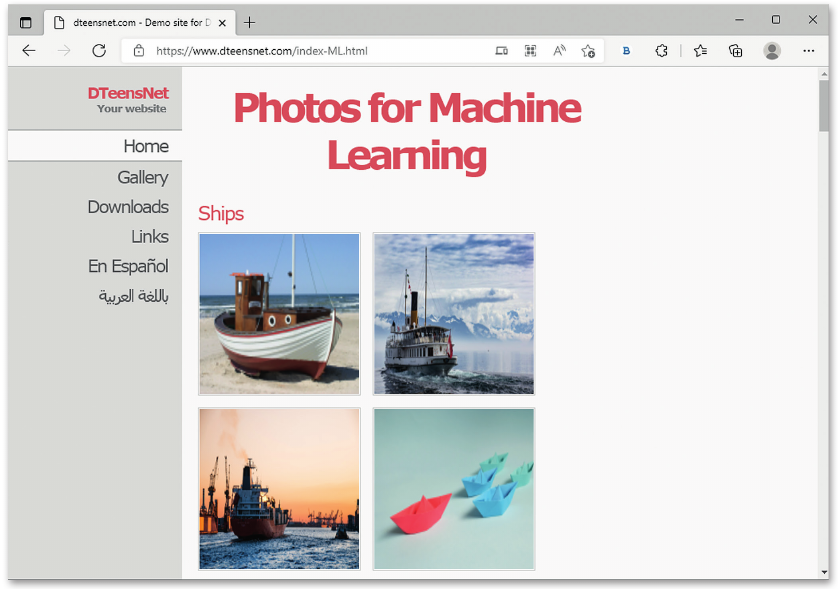 dteensnet.com - Demo site for D
https://www.dteensnet.com/index-ML.html
DTeensNet
Your website
Home
Gallery
Downloads
Links
En Español
باللغة العربية
Photos for Machine
Learning
Ships